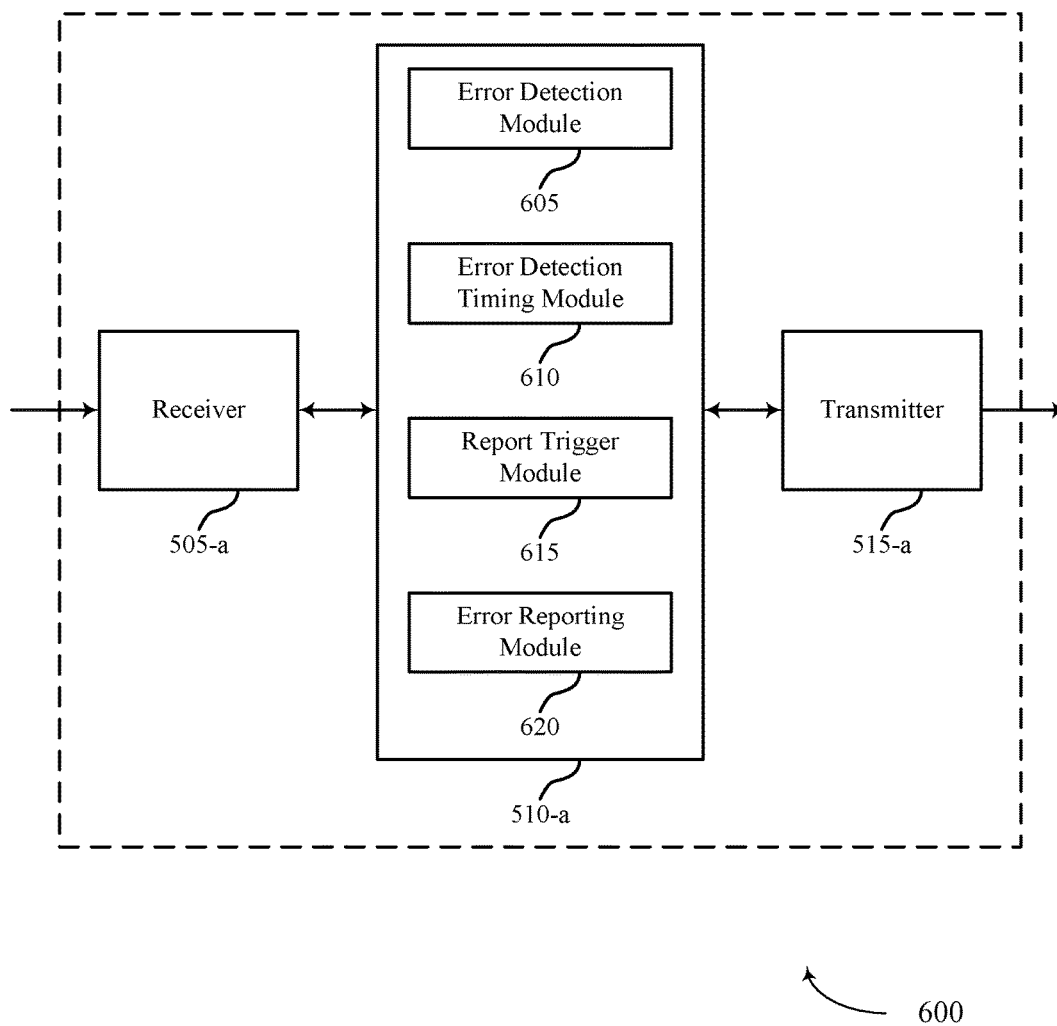 Error Detection
Module
605
Error Detection
Timing Module
610
Receiver
505-a
Report Trigger
Module
615
Transmitter
515-a
Error Reporting
Module
620
510-a
600